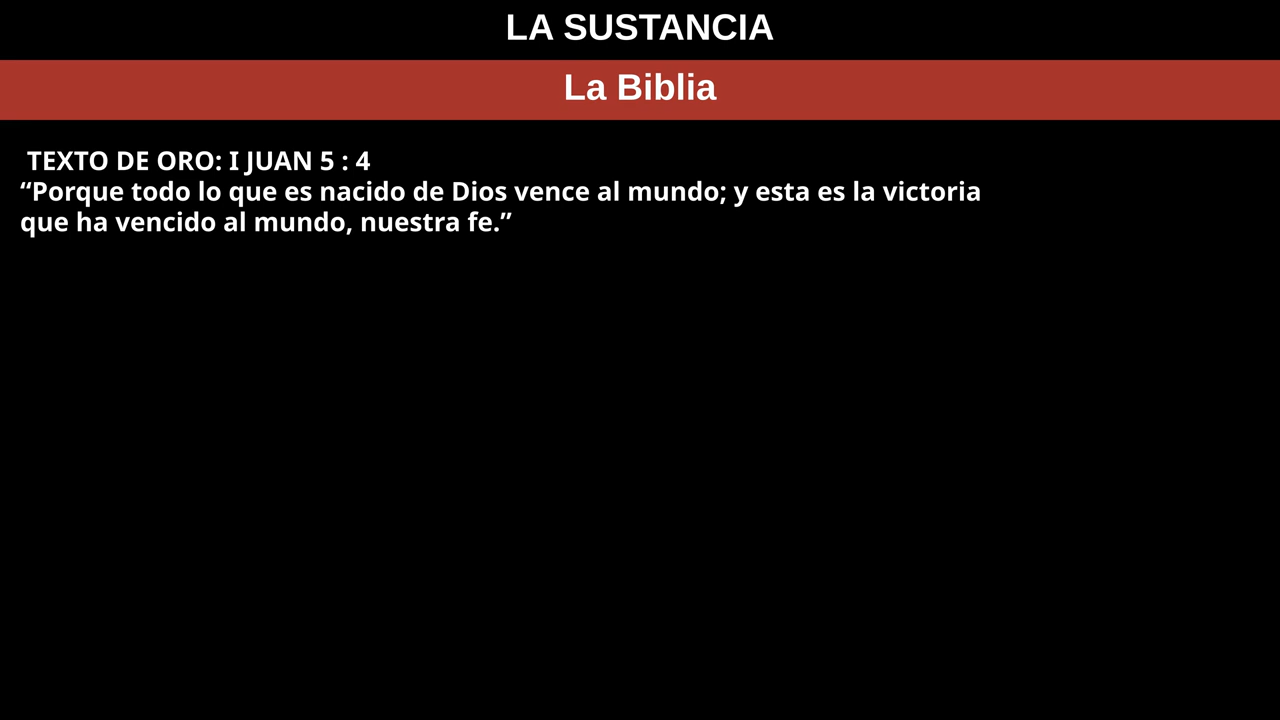 LA SUSTANCIA
La Biblia
TEXTO DE ORO: I JUAN 5 : 4
“Porque todo lo que es nacido de Dios vence al mundo; y esta es la victoria
que ha vencido al mundo, nuestra fe.”